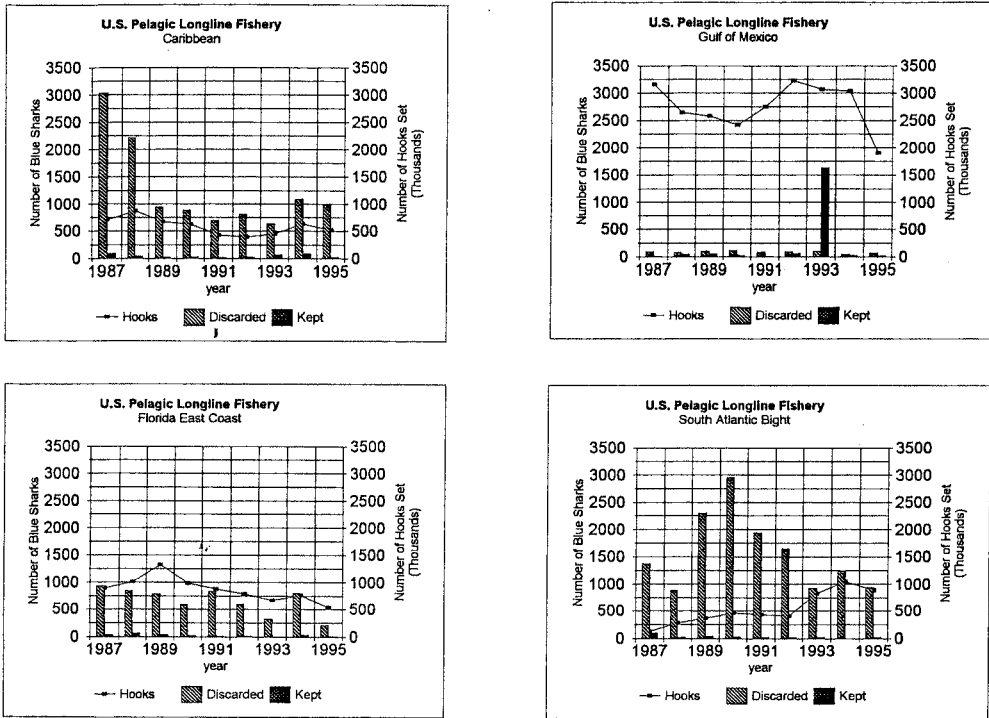 U.S. Pelagic Longline Fishery
Caribbean
Number of Blue Sharks
3500
3000
2500
2000
1500
1000
500
0
3500
3000
2500
2000
1500
1000
500
0
Number of Hooks Set
(Thousands)
1987 1989 1991 1993 1995
year
Hooks Discarded Kept
U.S. Pelagic Longline Fishery
Gulf of Mexico
Number of Blue Sharks
3500
3000
2500
2000
1500
1000
500
0
3500
3000
2500
2000
1500
1000
500
0
Number of Hooks Set
(Thousands)
1987 1989 1991 1993 1995
year
Hooks Discarded Kept
U.S. Pelagic Longline Fishery
Florida East Coast
Number of Blue Sharks
3500
3000
2500
2000
1500
1000
500
0
3500
3000
2500
2000
1500
1000
500
0
Number of Hooks Set
(Thousands)
1987 1989 1991 1993 1995
year
Hooks Discarded Kept
U.S. Pelagic Longline Fishery
South Atlantic Bight
Number of Blue Sharks
3500
3000
2500
2000
1500
1000
500
0
3500
3000
2500
2000
1500
1000
500
0
Number of Hooks Set
(Thousands)
1987 1989 1991 1993 1995
year
Hooks Discarded Kept